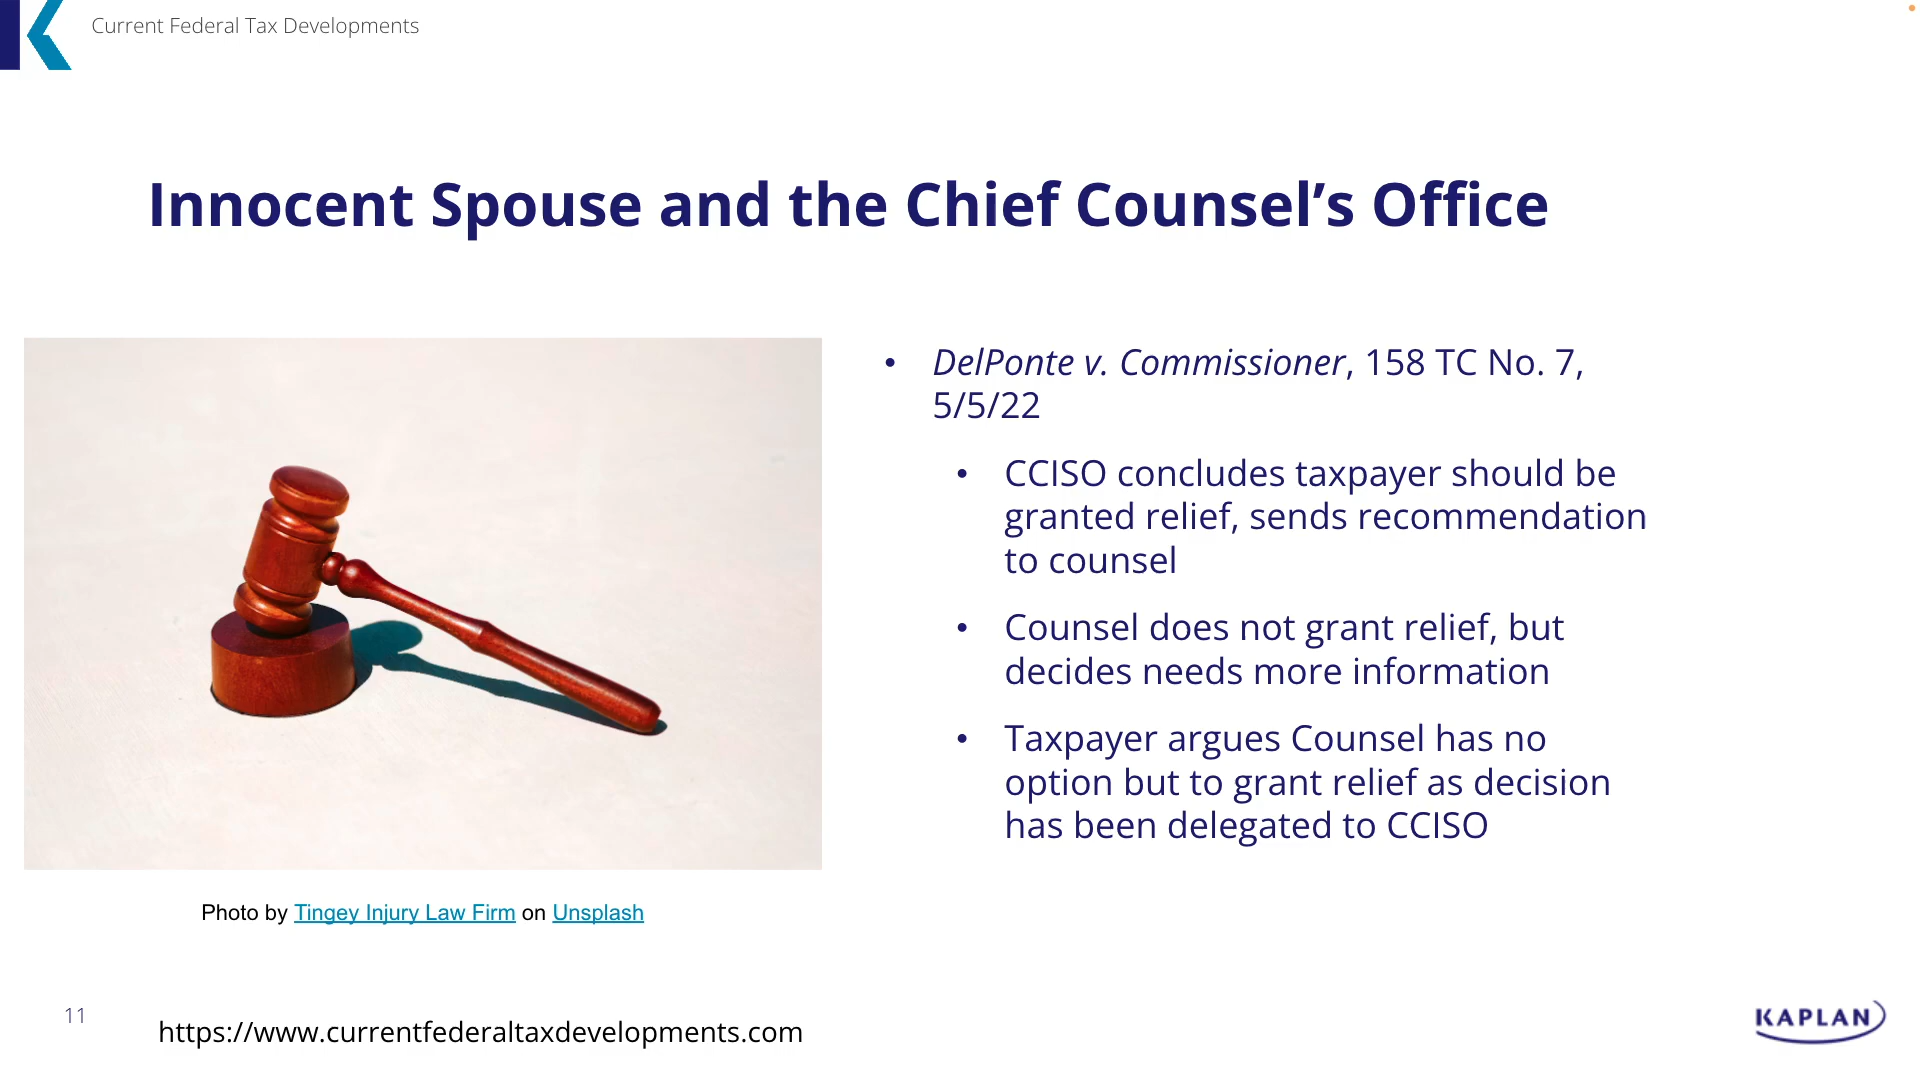 Current Federal Tax Developments
Innocent Spouse and the Chief Counsel’s Office
• DelPonte v. Commissioner, 158 TC No. 7,
5/5/22
• CCISO concludes taxpayer should be
granted relief, sends recommendation
to counsel
• Counsel does not grant relief, but
decides needs more information
• Taxpayer argues Counsel has no
option but to grant relief as decision
has been delegated to CCISO
Photo by Tingey Injury Law Firm on Unsplash
11
https://www.currentfederaltaxdevelopments.com
KAPLAN